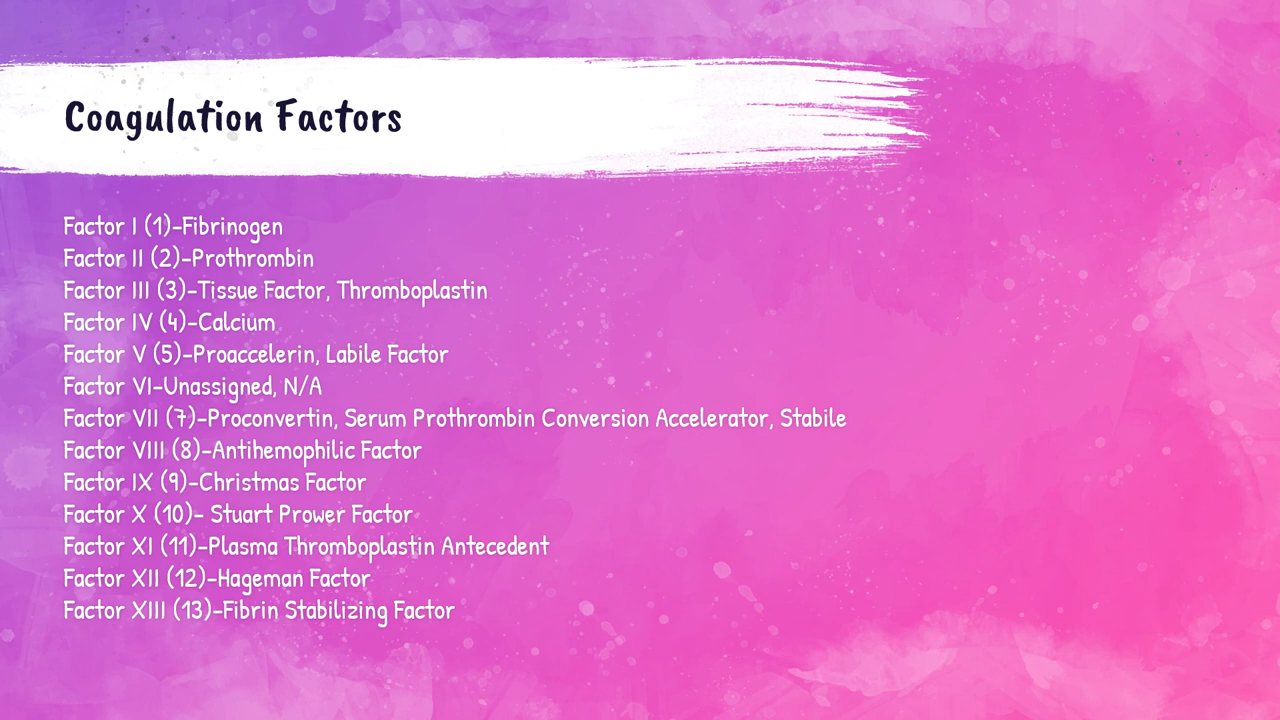 Coagulation Factors
Factor I (1)-Fibrinogen
Factor II (2)-Prothrombin
Factor III (3)-Tissue Factor, Thromboplastin
Factor IV (4)-Calcium
Factor V (5)-Proaccelerin, Labile Factor
Factor VI-Unassigned, N/A
Factor VII (7)-Proconvertin, Serum Prothrombin Conversion Accelerator, Stabile
Factor VIII (8)-Antihemophilic Factor
Factor IX (9)-Christmas Factor
Factor X (10)- Stuart Prower Factor
Factor XI (11)-Plasma Thromboplastin Antecedent
Factor XII (12)-Hageman Factor
Factor XIII (13)-Fibrin Stabilizing Factor